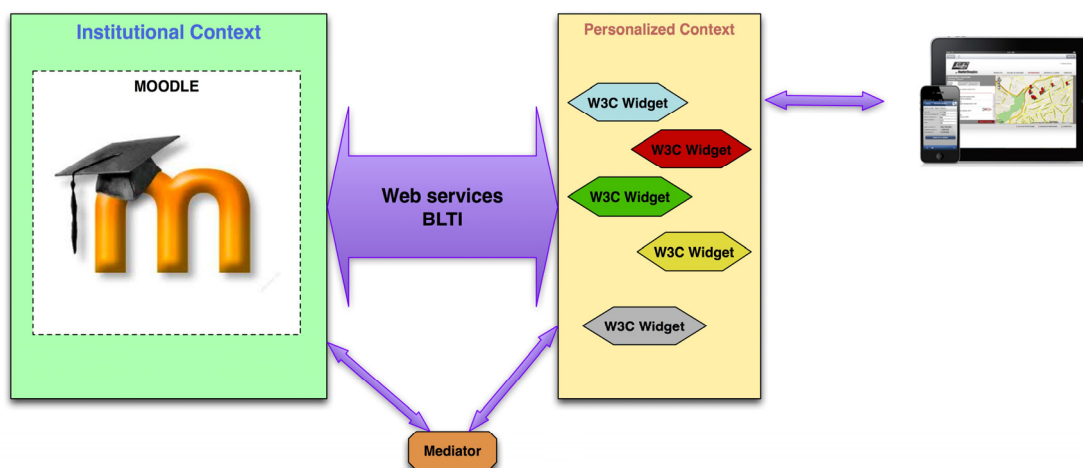 Institutional Context
MOODLE
m
Web services
BLTI
Personalized Context
W3C Widget
W3C Widget
W3C Widget
W3C Widget
W3C Widget
Mediator